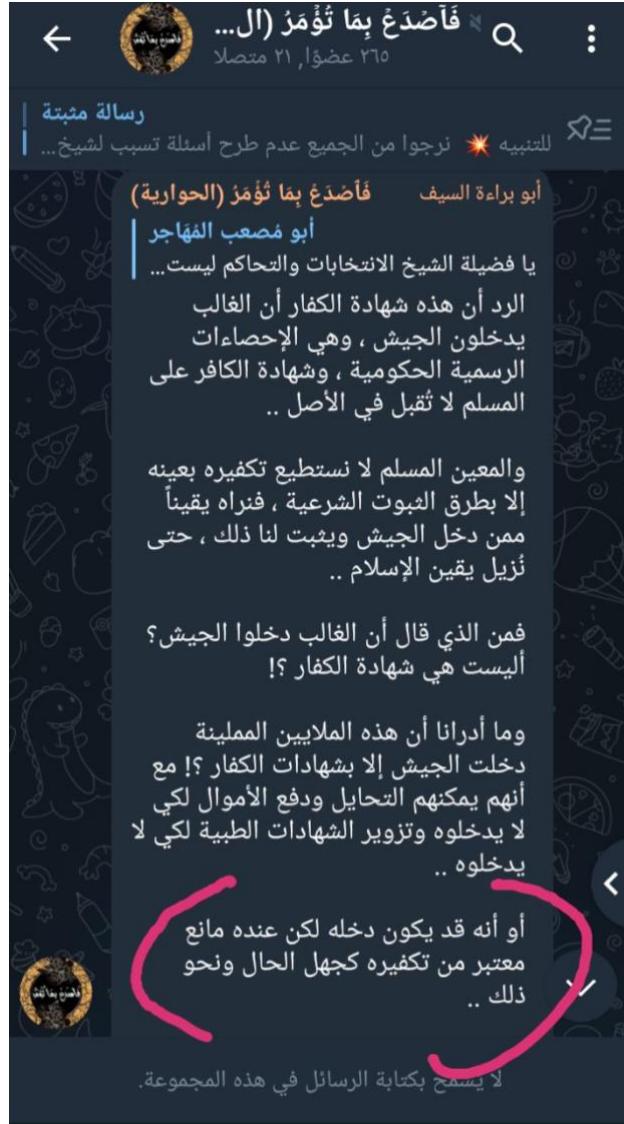 فَٱصْدَعْ بِمَا تُؤْمَرُ (ال...
٢٦٥ عضوًا, ٢١ متصلا
رسالة مثبتة
للتنبيه 💥 نرجوا من الجميع عدم طرح أسئلة تسبب لشيخ...
أبو براءة السيف فَٱصْدَعْ بِمَا تُؤْمَرُ (الحوارية)
أبو مُصعب المُهَاجر
يا فضيلة الشيخ الانتخابات والتحاكم ليست...
الرد أن هذه شهادة الكفار أن الغالب
يدخلون الجيش ، وهي الإحصاءات
الرسمية الحكومية ، وشهادة الكافر على
المسلم لا تُقبل في الأصل ..
والمعين المسلم لا نستطيع تكفيره بعينه
إلا بطرق الثبوت الشرعية ، فنراه يقيناً
ممن دخل الجيش ويثبت لنا ذلك ، حتى
نُزيل يقين الإسلام ..
فمن الذي قال أن الغالب دخلوا الجيش؟
أليست هي شهادة الكفار ؟!
وما أدرانا أن هذه الملايين المملينة
دخلت الجيش إلا بشهادات الكفار ؟! مع
أنهم يمكنهم التحايل ودفع الأموال لكي
لا يدخلوه وتزوير الشهادات الطبية لكي لا
يدخلوه ..
أو أنه قد يكون دخله لكن عنده مانع
معتبر من تكفيره كجهل الحال ونحو
ذلك ..
لا يُسمح بكتابة الرسائل في هذه المجموعة.